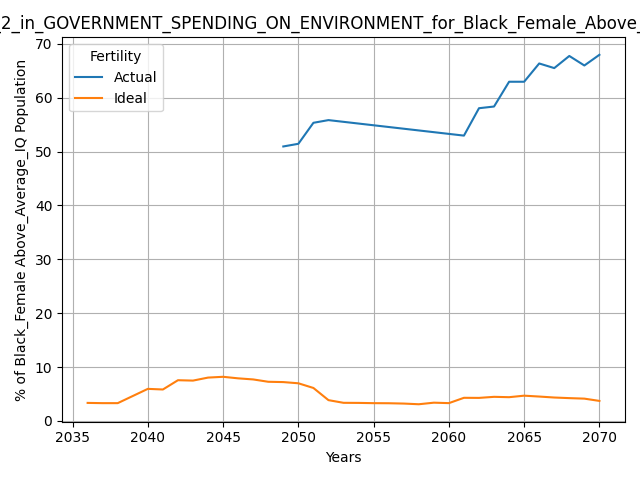 _2_in_GOVERNMENT_SPENDING_ON_ENVIRONMENT_for_Black_Female_Above_
Fertility
Actual
Ideal
% of Black_Female Above_Average_IQ Population
70
60
50
40
30
20
10
0
2035 2040 2045 2050 2055 2060 2065 2070
Years